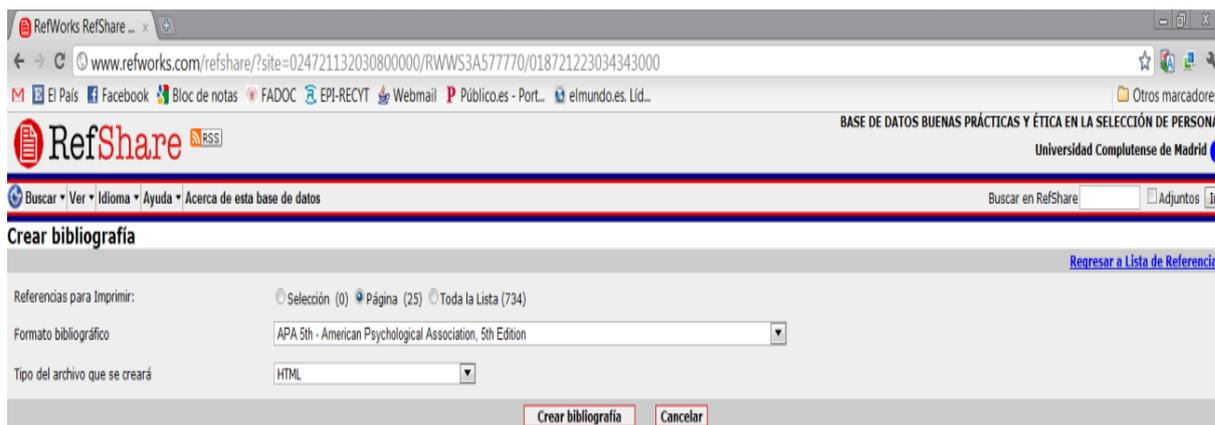 RefWorks RefShare ...
www.refworks.com/refshare/?site=024721132030800000/RWWS3A577770/018721223034343000
El País Facebook Bloc de notas FADOC EPI-RECYT Webmail Público.es - Port... elmundo.es. Líd... Otros marcadores
BASE DE DATOS BUENAS PRÁCTICAS Y ÉTICA EN LA SELECCIÓN DE PERSONA
RefShare RSS
Universidad Complutense de Madrid
Buscar Ver Idioma Ayuda Acerca de esta base de datos Buscar en RefShare Adjuntos
Crear bibliografía
Regresar a Lista de Referencia
Referencias para Imprimir: Selección (0) Página (25) Toda la Lista (734)
Formato bibliográfico APA 5th - American Psychological Association, 5th Edition
Tipo del archivo que se creará HTML
Crear bibliografía Cancelar